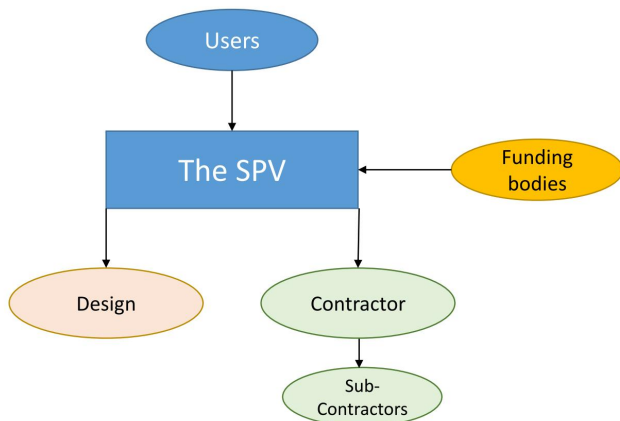 Users
The SPV
Funding
bodies
Design
Contractor
Sub-
Contractors